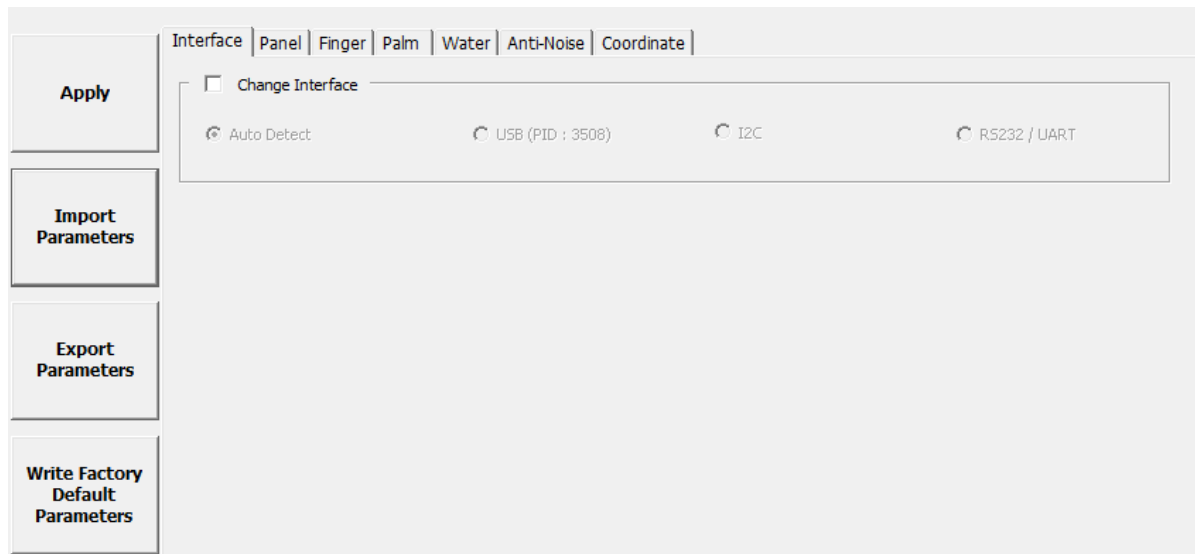 Interface Panel Finger Palm Water Anti-Noise Coordinate
Apply
Change Interface
Auto Detect USB (PID : 3508) I2C RS232 / UART
Import
Parameters
Export
Parameters
Write Factory
Default
Parameters